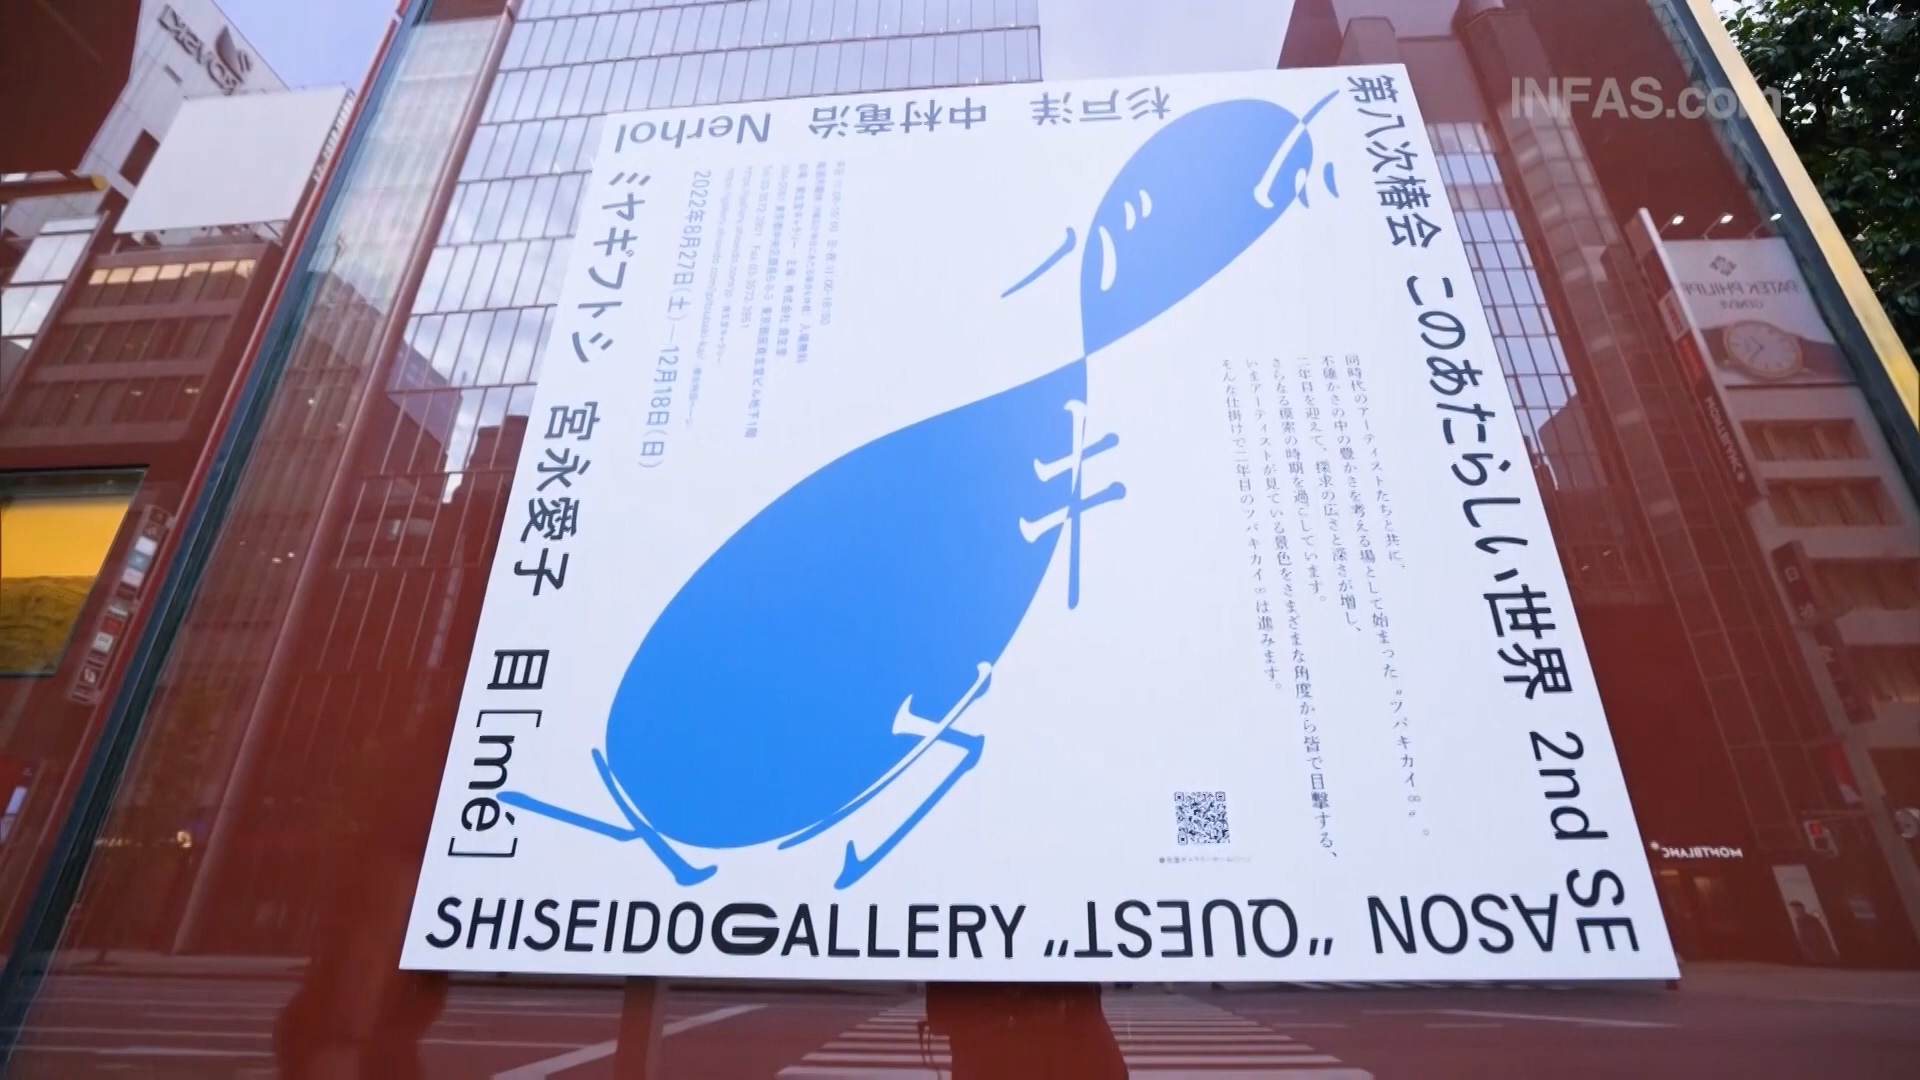 INFAS.com
第八次椿会 このあたらしい世界 2nd SEASON "QUEST"
杉戸洋 中村竜治 Nerhol
ミヤギフトシ 宮永愛子 目[mé]
SHISEIDO GALLERY
2022年8月27日(土)―12月18日(日)
同時代のアーティストたちと共に、
不確かさの中の豊かさを考える場として始まった"ツバキカイ8"。
二年目を迎えて、探求の広さと深さが増し、
さらなる模索の時期を過ごしています。
いまアーティストが見ている景色をさまざまな角度から皆で目撃する、
そんな仕掛けで二年目のツバキカイ8は進みます。
ツバキ
PATEK PHILIPPE
GENEVE
MONTBLANC